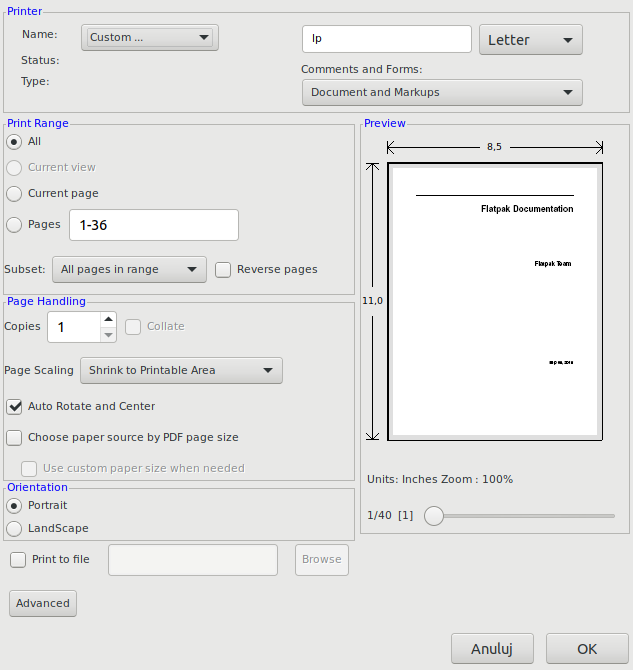 Printer
Name: Custom ... lp Letter
Status:
Comments and Forms:
Type:
Document and Markups
Print Range
Preview
All
8,5
Current view
Current page
Flatpak Documentation
Pages 1-36
Flatpak Team
Subset: All pages in range Reverse pages
Page Handling
11,0
Copies 1 Collate
Page Scaling Shrink to Printable Area
Auto Rotate and Center
Choose paper source by PDF page size
Use custom paper size when needed
Units: Inches Zoom : 100%
Orientation
Portrait
1/40 [1]
LandScape
Print to file Browse
Advanced
Anuluj OK